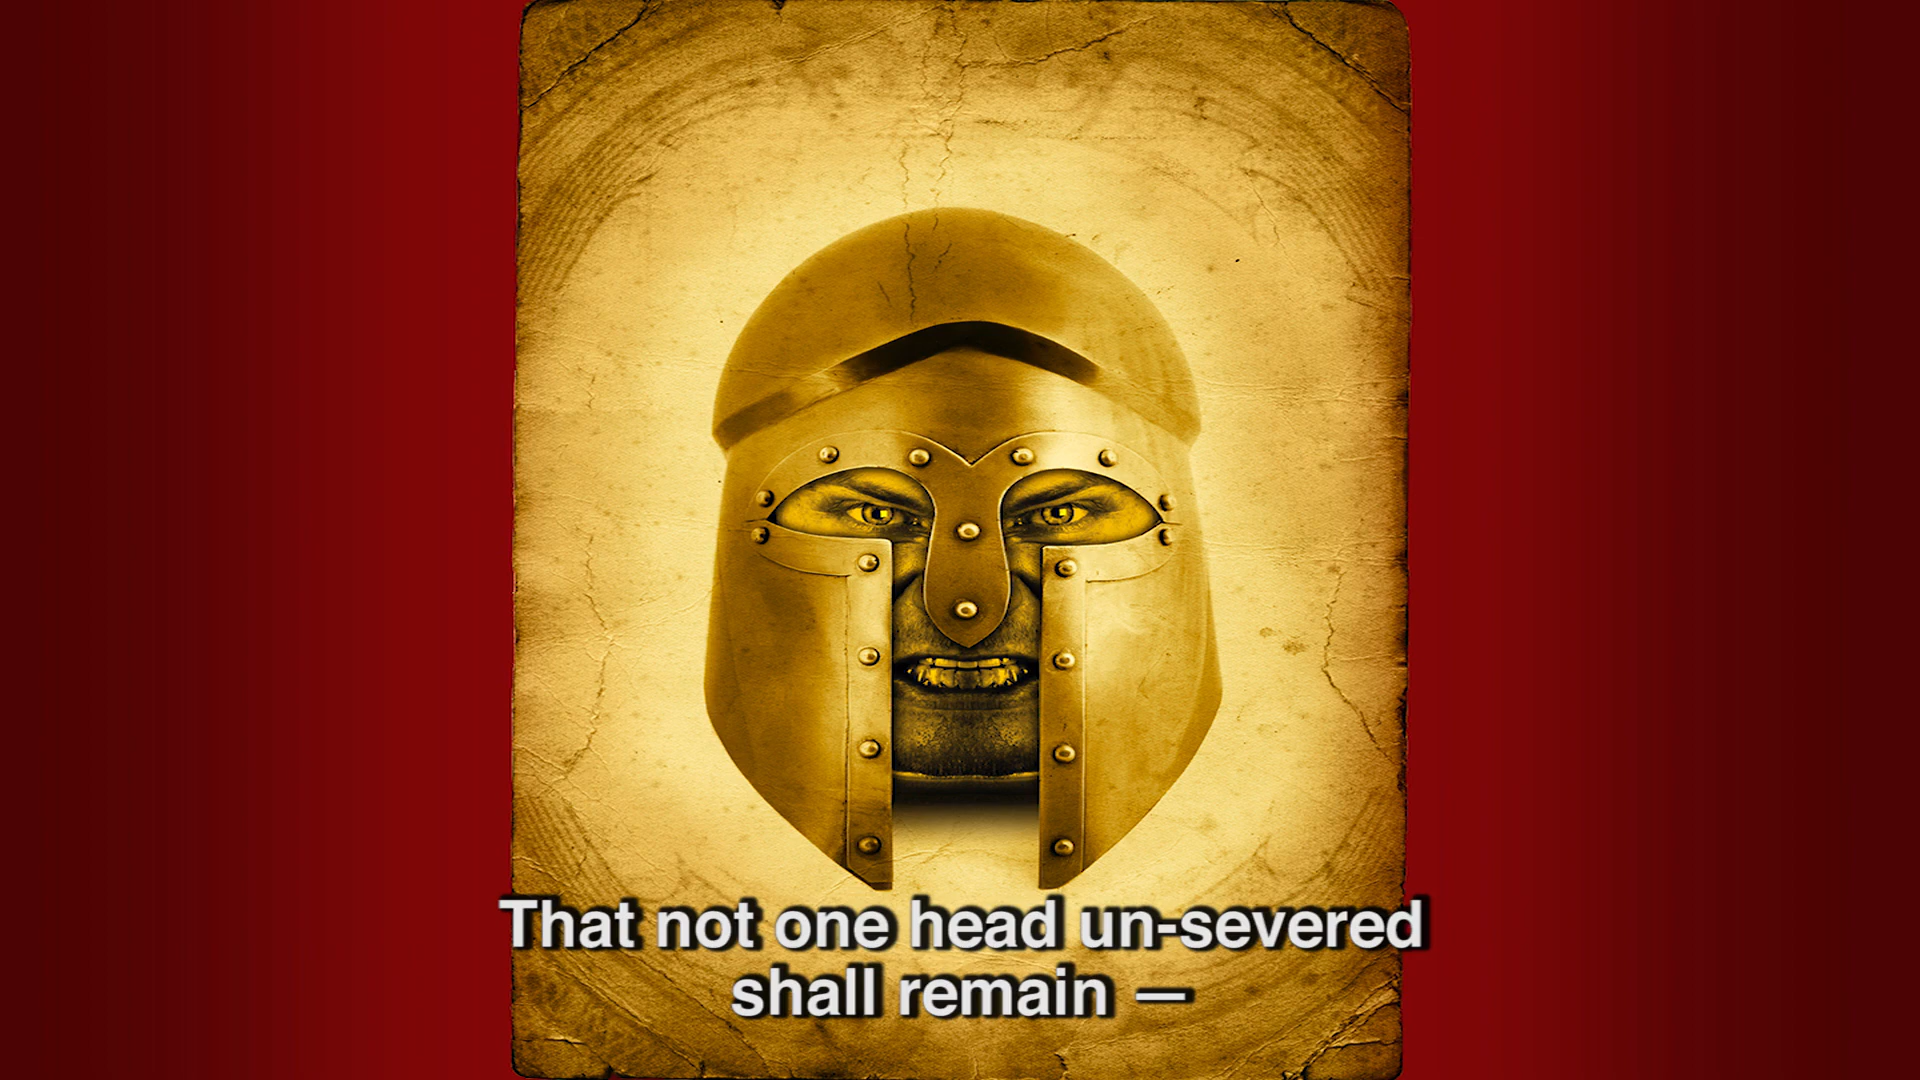 That not one head un-severed
shall remain —